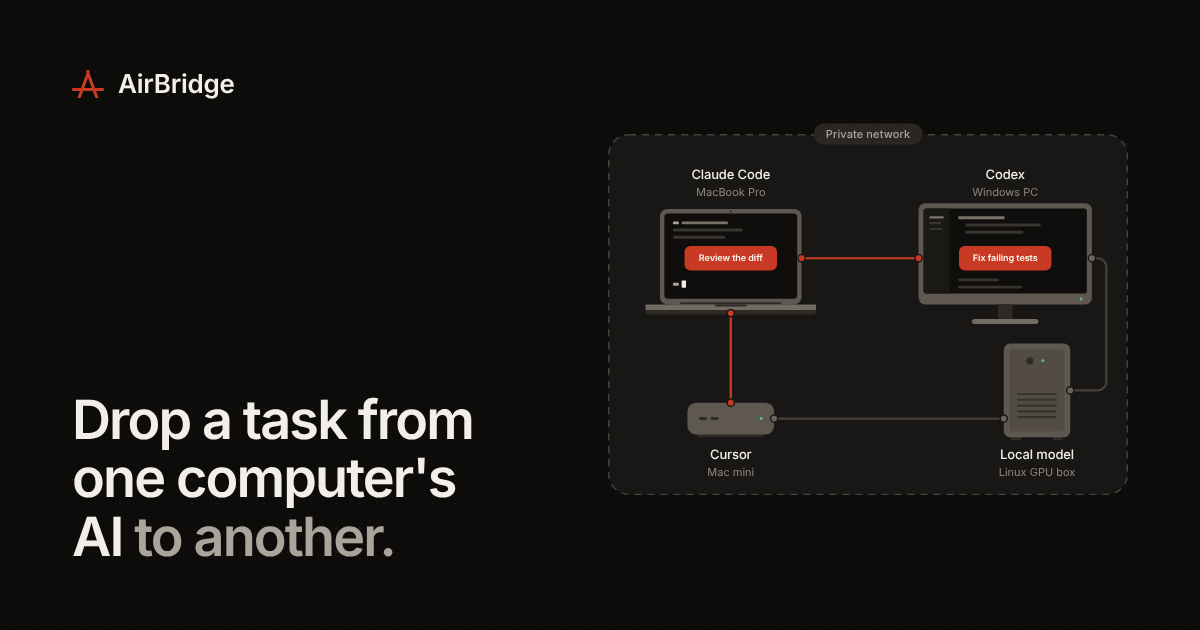 AirBridge
Private network
Claude Code
MacBook Pro
Codex
Windows PC
Review the diff
Fix failing tests
Drop a task from
one computer's
AI to another.
Cursor
Mac mini
Local model
Linux GPU box